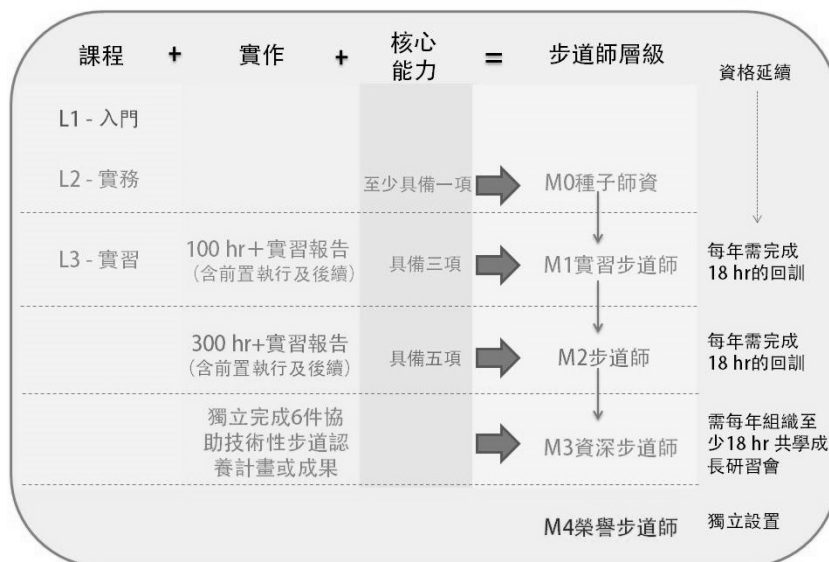 課程 + 實作 + 核心能力 = 步道師層級 資格延續
L1 - 入門
L2 - 實務 至少具備一項 M0種子師資
L3 - 實習 100 hr+實習報告 具備三項 M1實習步道師 每年需完成
(含前置執行及後續) 18 hr的回訓
300 hr+實習報告 具備五項 M2步道師 每年需完成
(含前置執行及後續) 18 hr的回訓
獨立完成6件協 需每年組織至
助技術性步道認 M3資深步道師 少18 hr 共學成
養計畫或成果 長研習會
M4榮譽步道師 獨立設置